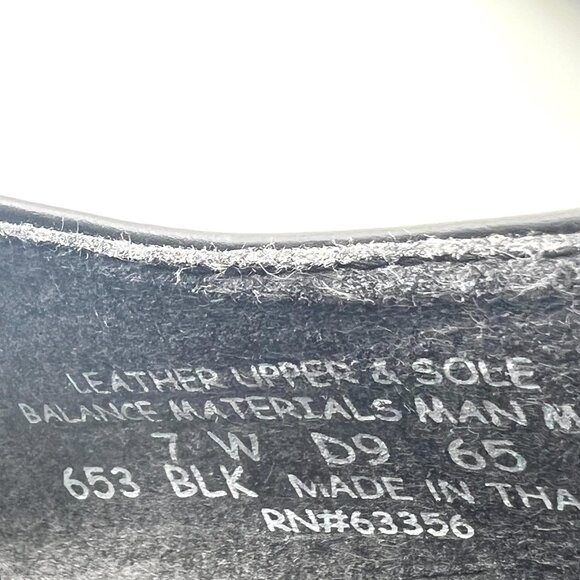 LEATHER UPPER & SOLE
BALANCE MATERIALS MAN M
7 W D9 65
653 BLK MADE IN THA
RN#63356